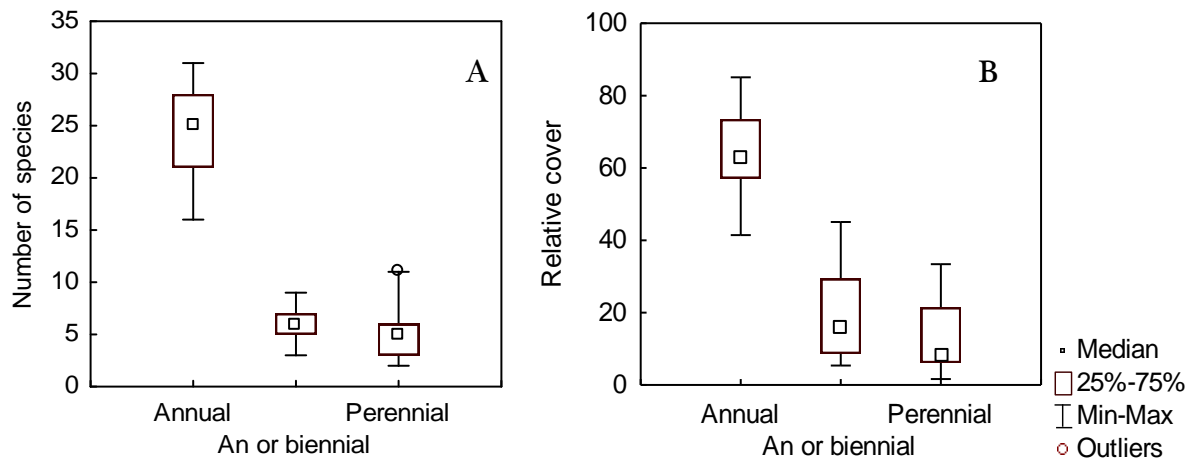 Number of species
35
30
25
20
15
10
5
0
A
Annual
Perennial
An or biennial
Relative cover
100
80
60
40
20
0
B
Annual
Perennial
An or biennial
Median
25%-75%
Min-Max
Outliers